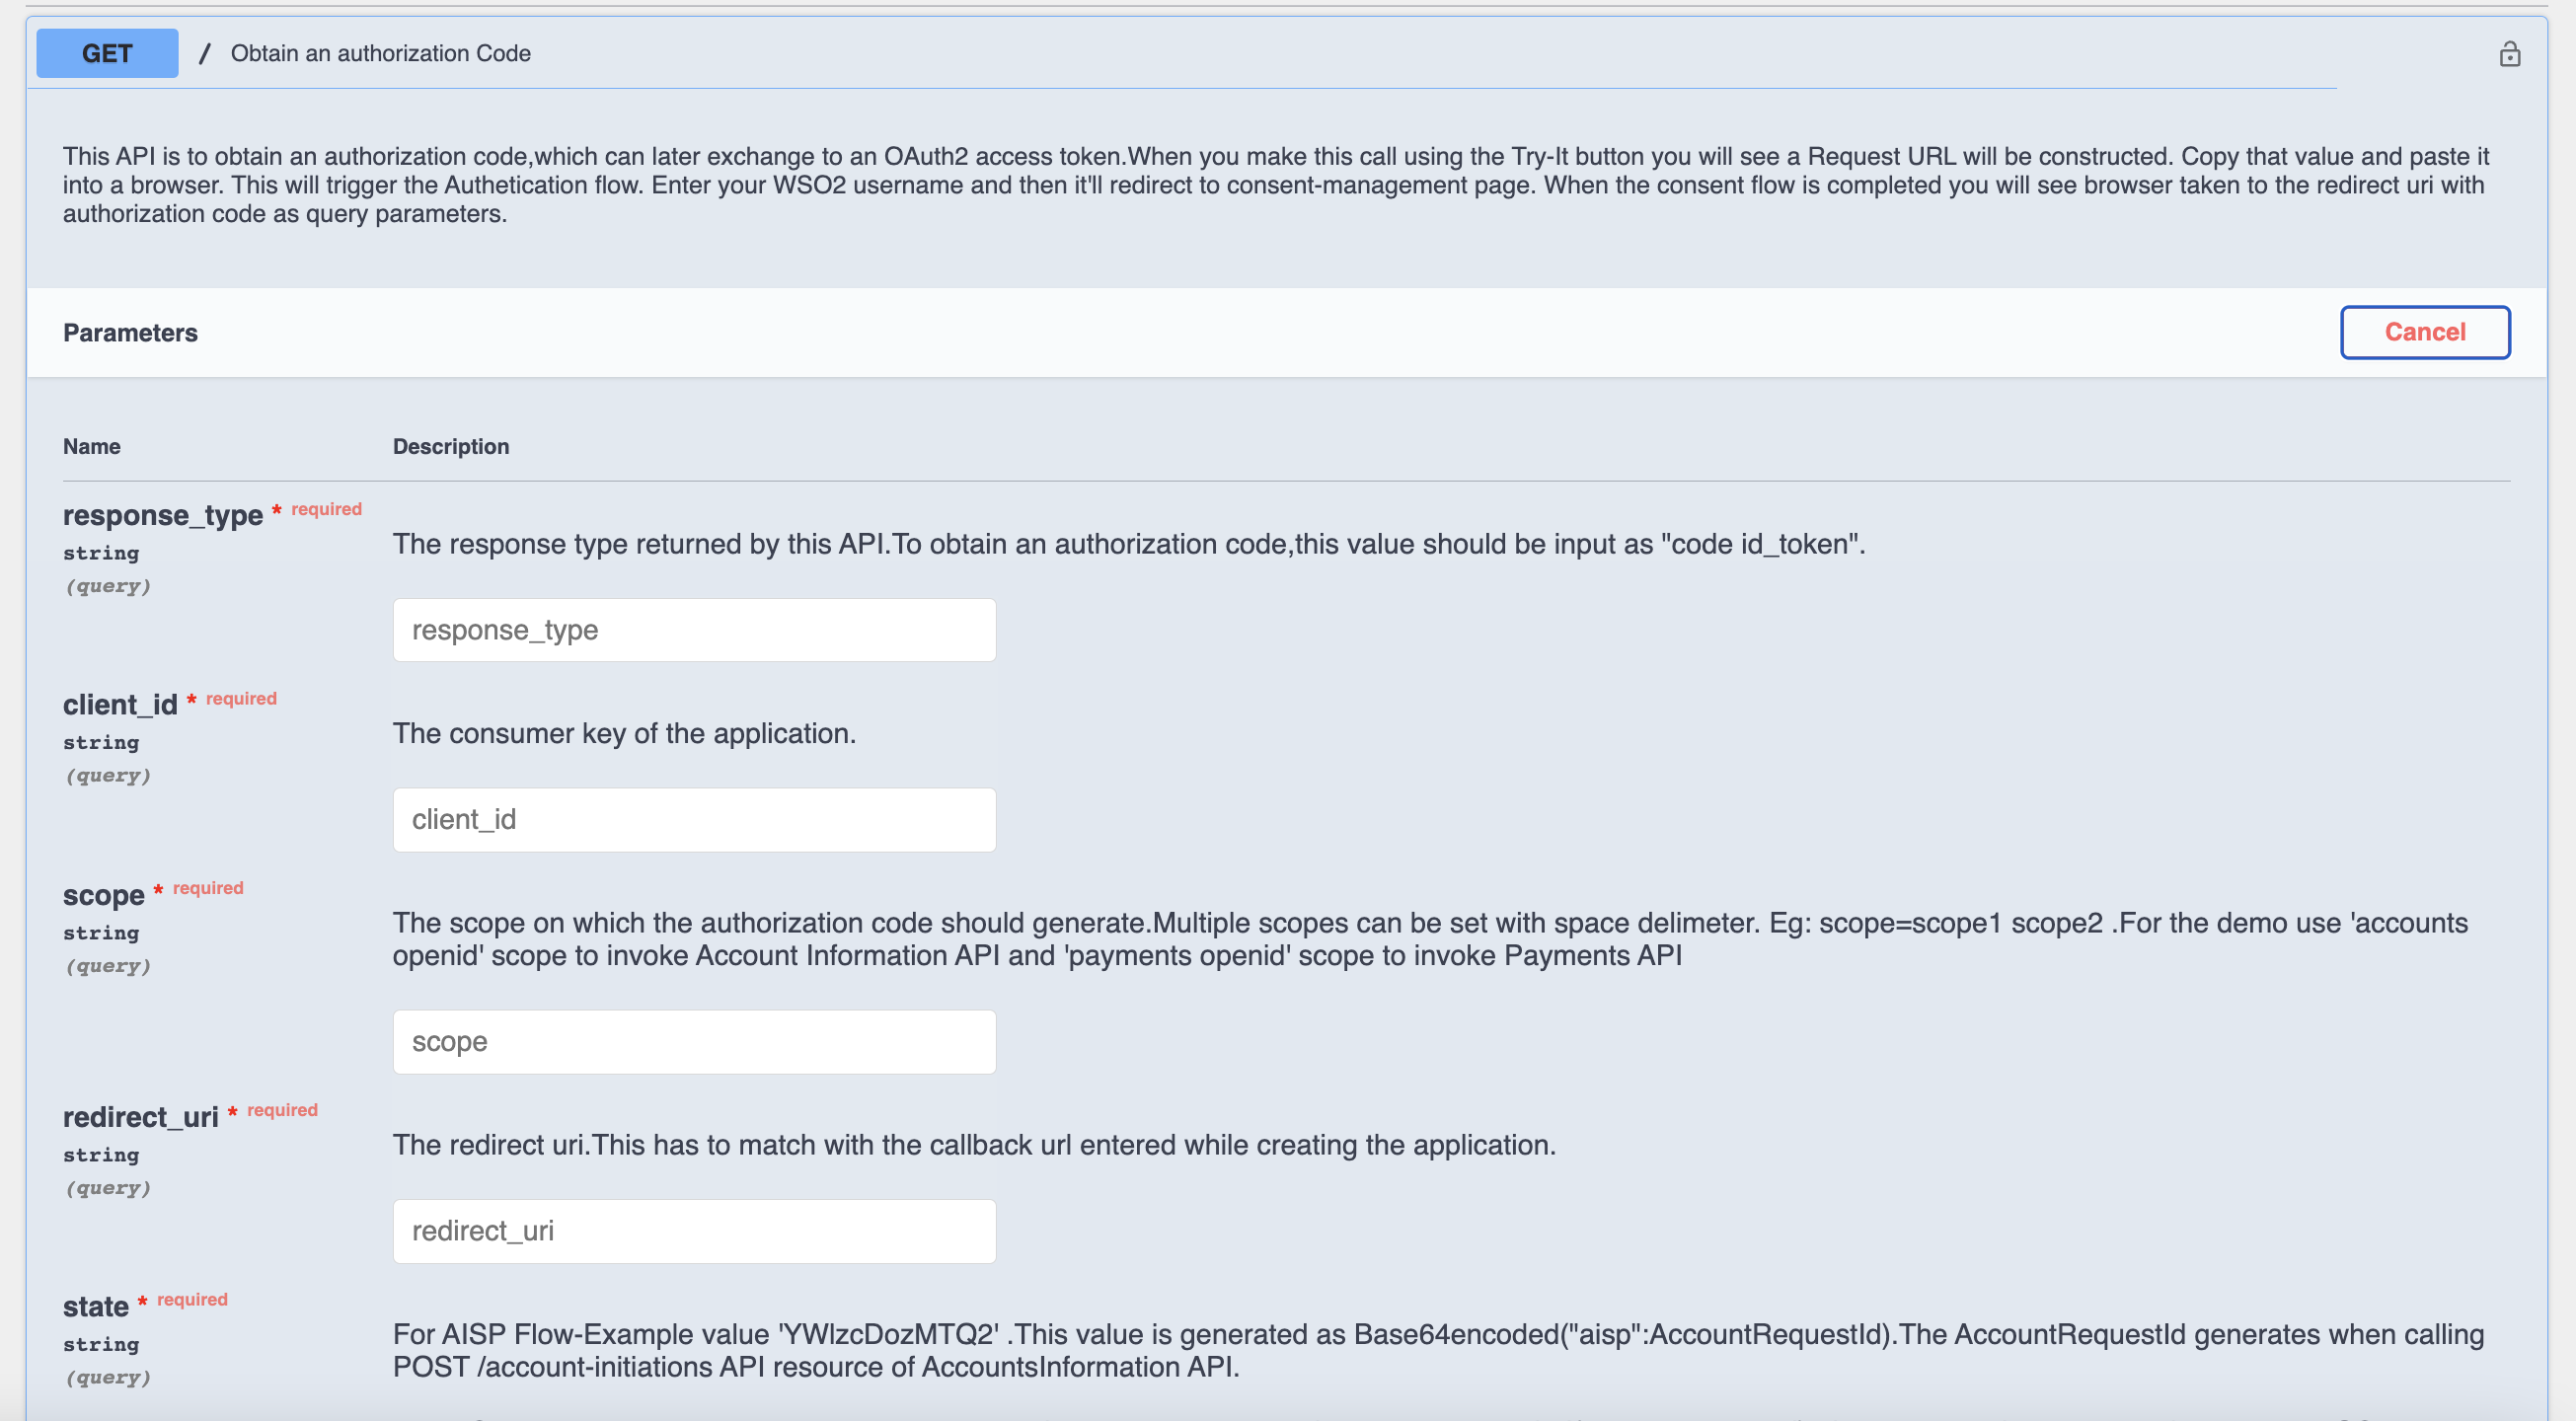 GET / Obtain an authorization Code
This API is to obtain an authorization code,which can later exchange to an OAuth2 access token.When you make this call using the Try-It button you will see a Request URL will be constructed. Copy that value and paste it
into a browser. This will trigger the Authetication flow. Enter your WSO2 username and then it'll redirect to consent-management page. When the consent flow is completed you will see browser taken to the redirect uri with
authorization code as query parameters.
Parameters
Cancel
Name Description
response_type * required
string
(query)
The response type returned by this API.To obtain an authorization code,this value should be input as "code id_token".
response_type
client_id * required
string
(query)
The consumer key of the application.
client_id
scope * required
string
(query)
The scope on which the authorization code should generate.Multiple scopes can be set with space delimeter. Eg: scope=scope1 scope2 .For the demo use 'accounts
openid' scope to invoke Account Information API and 'payments openid' scope to invoke Payments API
scope
redirect_uri * required
string
(query)
The redirect uri.This has to match with the callback url entered while creating the application.
redirect_uri
state * required
string
(query)
For AISP Flow-Example value 'YWlzcDozMTQ2' .This value is generated as Base64encoded("aisp":AccountRequestId).The AccountRequestId generates when calling
POST /account-initiations API resource of AccountsInformation API.